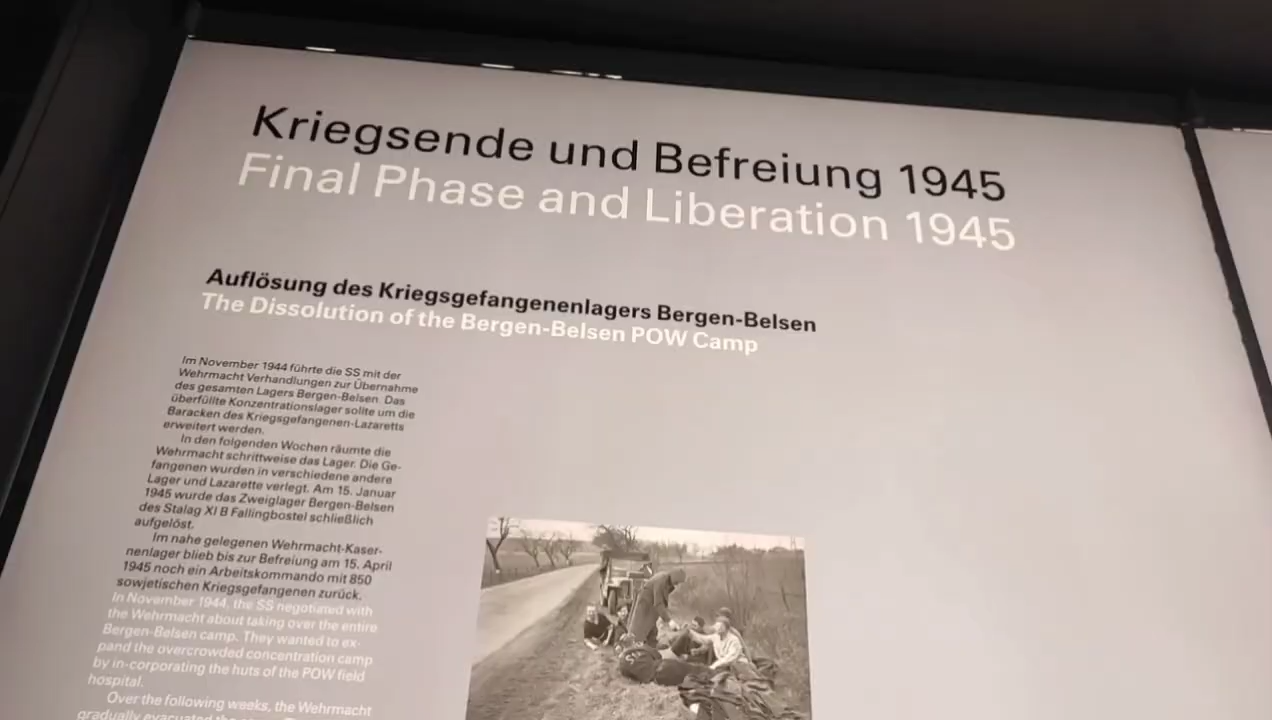 Kriegsende und Befreiung 1945
Final Phase and Liberation 1945
Auflösung des Kriegsgefangenenlagers Bergen-Belsen
The Dissolution of the Bergen-Belsen POW Camp
Im November 1944 führte die SS mit der
Wehrmacht Verhandlungen zur Übernahme
des gesamten Lagers Bergen-Belsen. Das
überfüllte Konzentrationslager sollte um die
Baracken des Kriegsgefangenen-Lazaretts
erweitert werden.
In den folgenden Wochen räumte die
Wehrmacht schrittweise das Lager. Die Ge-
fangenen wurden in verschiedene andere
Lager und Lazarette verlegt. Am 15. Januar
1945 wurde das Zweiglager Bergen-Belsen
des Stalag XI B Fallingbostel schließlich
aufgelöst.
Im nahe gelegenen Wehrmacht-Kaser-
nenlager blieb bis zur Befreiung am 15. April
1945 noch ein Arbeitskommando mit 850
sowjetischen Kriegsgefangenen zurück.
In November 1944, the SS negotiated with
the Wehrmacht about taking over the entire
Bergen-Belsen camp. They wanted to ex-
pand the overcrowded concentration camp
by in-corporating the huts of the POW field
hospital.
Over the following weeks, the Wehrmacht
gradually evacuated the